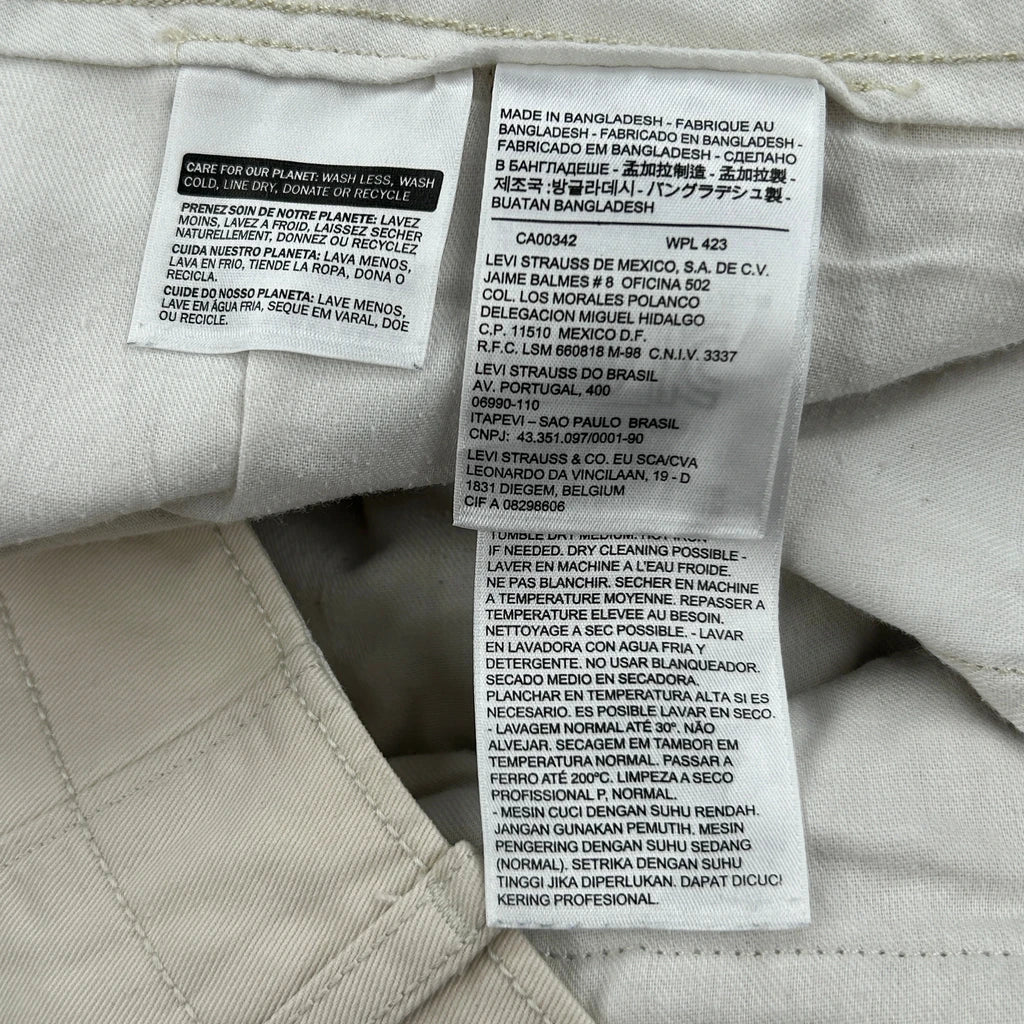 CARE FOR OUR PLANET: WASH LESS, WASH
COLD, LINE DRY, DONATE OR RECYCLE
PRENEZ SOIN DE NOTRE PLANETE: LAVEZ
MOINS, LAVEZ A FROID, LAISSEZ SECHER
NATURELLEMENT, DONNEZ OU RECYCLEZ
CUIDA NUESTRO PLANETA: LAVA MENOS,
LAVA EN FRIO, TIENDE LA ROPA, DONA O
RECICLA.
CUIDE DO NOSSO PLANETA: LAVE MENOS,
LAVE EM ÁGUA FRIA, SEQUE EM VARAL, DOE
OU RECICLE.
MADE IN BANGLADESH - FABRIQUE AU
BANGLADESH - FABRICADO EN BANGLADESH -
FABRICADO EM BANGLADESH - СДЕЛАНО
В БАНГЛАДЕШЕ - 孟加拉制造 - 孟加拉製 -
제조국 :방글라데시 - バングラデシュ製 -
BUATAN BANGLADESH
CA00342 WPL 423
LEVI STRAUSS DE MEXICO, S.A. DE C.V.
JAIME BALMES # 8 OFICINA 502
COL. LOS MORALES POLANCO
DELEGACION MIGUEL HIDALGO
C.P. 11510 MEXICO D.F.
R.F.C. LSM 660818 M-98 C.N.I.V. 3337
LEVI STRAUSS DO BRASIL
AV. PORTUGAL, 400
06990-110
ITAPEVI – SAO PAULO BRASIL
CNPJ: 43.351.097/0001-90
LEVI STRAUSS & CO. EU SCA/CVA
LEONARDO DA VINCILAAN, 19 - D
1831 DIEGEM, BELGIUM
CIF A 08298606
TUMBLE DRY MEDIUM. HOT IRON
IF NEEDED. DRY CLEANING POSSIBLE -
LAVER EN MACHINE A L'EAU FROIDE.
NE PAS BLANCHIR. SECHER EN MACHINE
A TEMPERATURE MOYENNE. REPASSER A
TEMPERATURE ELEVEE AU BESOIN.
NETTOYAGE A SEC POSSIBLE. - LAVAR
EN LAVADORA CON AGUA FRIA Y
DETERGENTE. NO USAR BLANQUEADOR.
SECADO MEDIO EN SECADORA.
PLANCHAR EN TEMPERATURA ALTA SI ES
NECESARIO. ES POSIBLE LAVAR EN SECO.
- LAVAGEM NORMAL ATÉ 30º. NÃO
ALVEJAR. SECAGEM EM TAMBOR EM
TEMPERATURA NORMAL. PASSAR A
FERRO ATÉ 200ºC. LIMPEZA A SECO
PROFISSIONAL P, NORMAL.
- MESIN CUCI DENGAN SUHU RENDAH.
JANGAN GUNAKAN PEMUTIH. MESIN
PENGERING DENGAN SUHU SEDANG
(NORMAL). SETRIKA DENGAN SUHU
TINGGI JIKA DIPERLUKAN. DAPAT DICUCI
KERING PROFESIONAL.